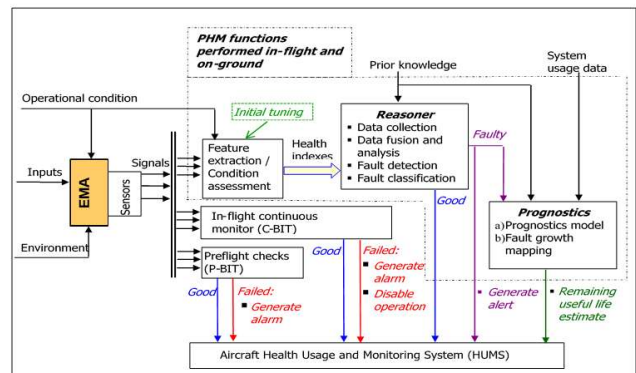 PHM functions
performed in-flight and
on-ground
Prior knowledge
System
usage data
Operational condition
Initial tuning
Inputs
EMA
Sensors
Signals
Environment
Feature
extraction /
Condition
assessment
Health
indexes
Reasoner
▪ Data collection
▪ Data fusion and
analysis
▪ Fault detection
▪ Fault classification
Faulty
Good
In-flight continuous
monitor (C-BIT)
Preflight checks
(P-BIT)
Prognostics
a)Prognostics model
b)Fault growth
mapping
Good
Failed:
▪ Generate
alarm
Good
Failed:
▪ Generate
alarm
▪ Disable
operation
▪ Generate
alert
▪ Remaining
useful life
estimate
Aircraft Health Usage and Monitoring System (HUMS)